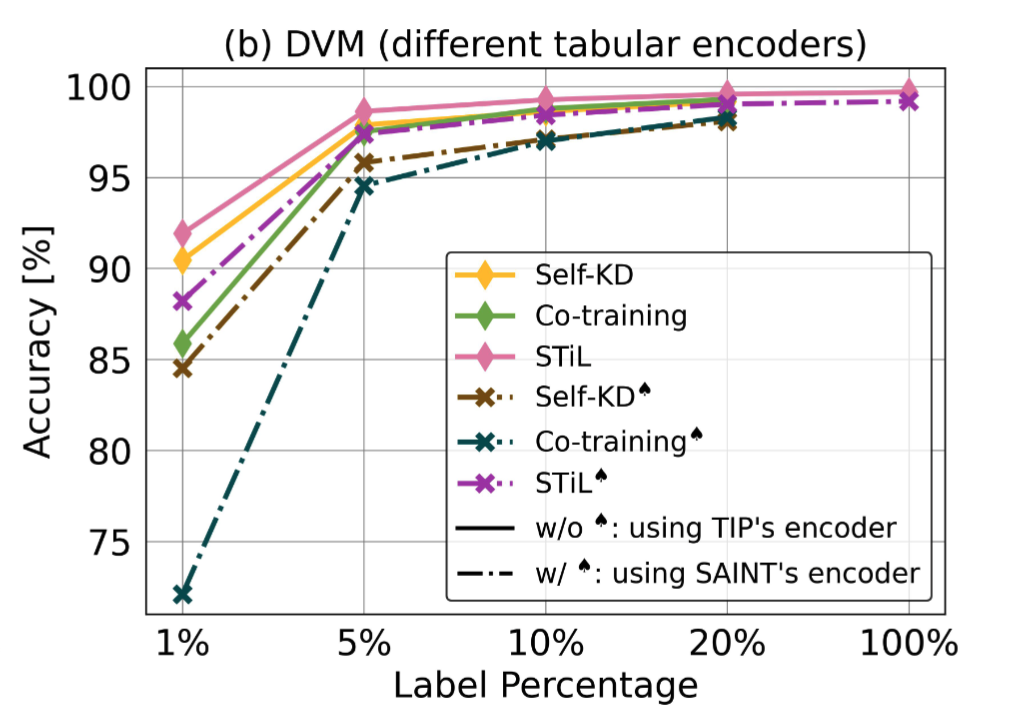 (b) DVM (different tabular encoders)
100
95
90
85
80
75
Accuracy [%]
Self-KD
Co-training
STiL
Self-KD♠
Co-training♠
STiL♠
w/o ♠: using TIP's encoder
w/ ♠: using SAINT's encoder
1% 5% 10% 20% 100%
Label Percentage